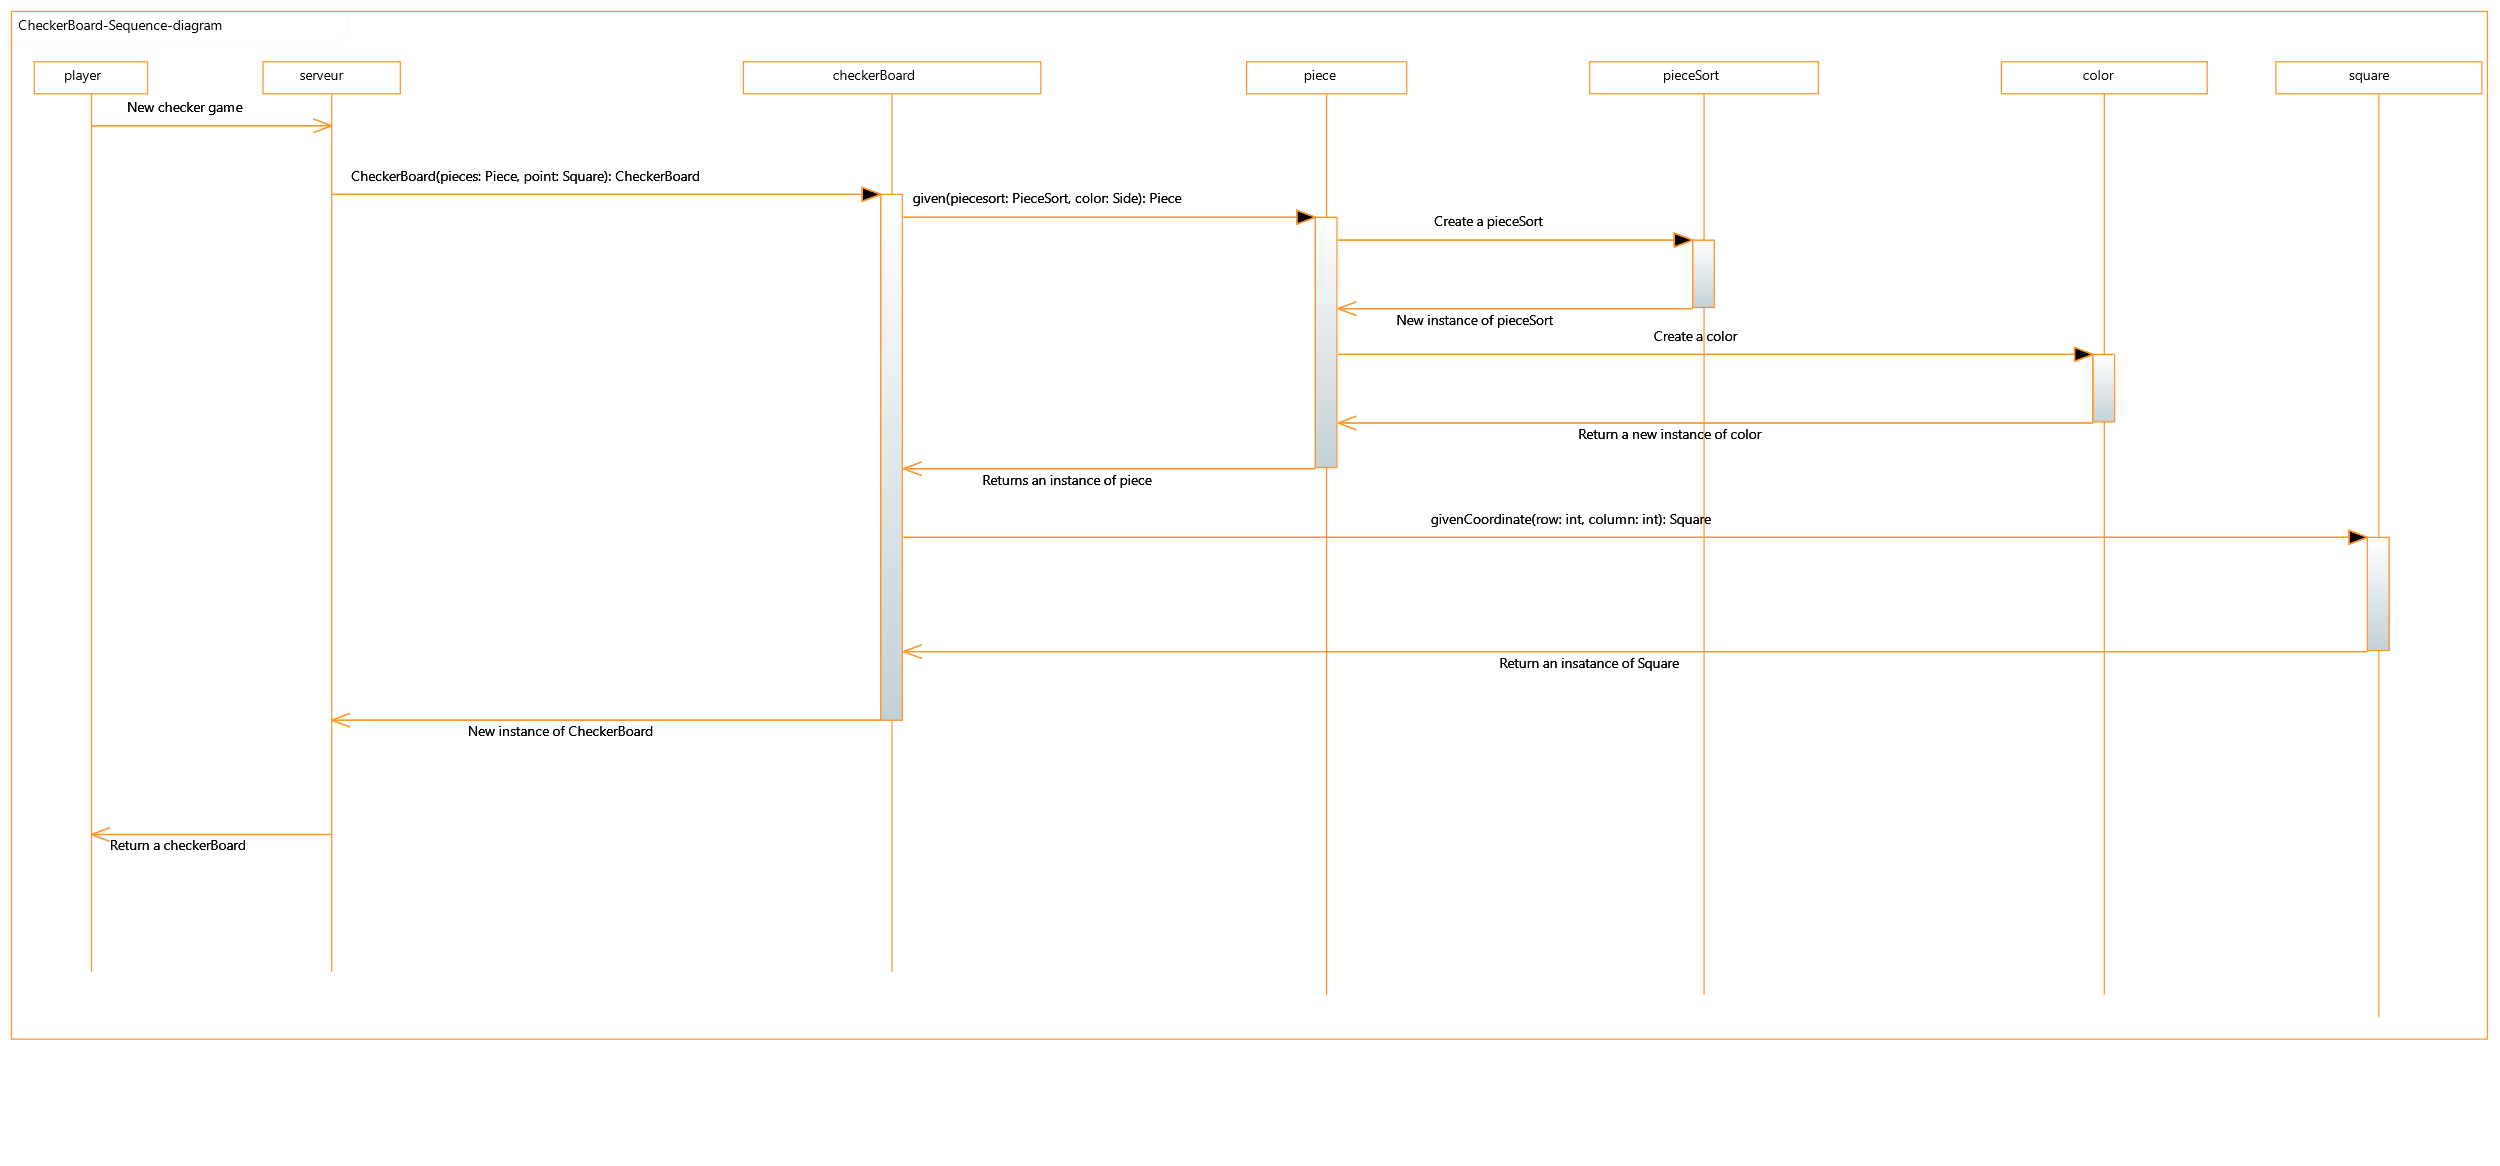 CheckerBoard-Sequence-diagram
player
serveur
checkerBoard
piece
pieceSort
color
square
New checker game
CheckerBoard(pieces: Piece, point: Square): CheckerBoard
given(piecesort: PieceSort, color: Side): Piece
Create a pieceSort
New instance of pieceSort
Create a color
Return a new instance of color
Returns an instance of piece
givenCoordinate(row: int, column: int): Square
Return an insatance of Square
New instance of CheckerBoard
Return a checkerBoard